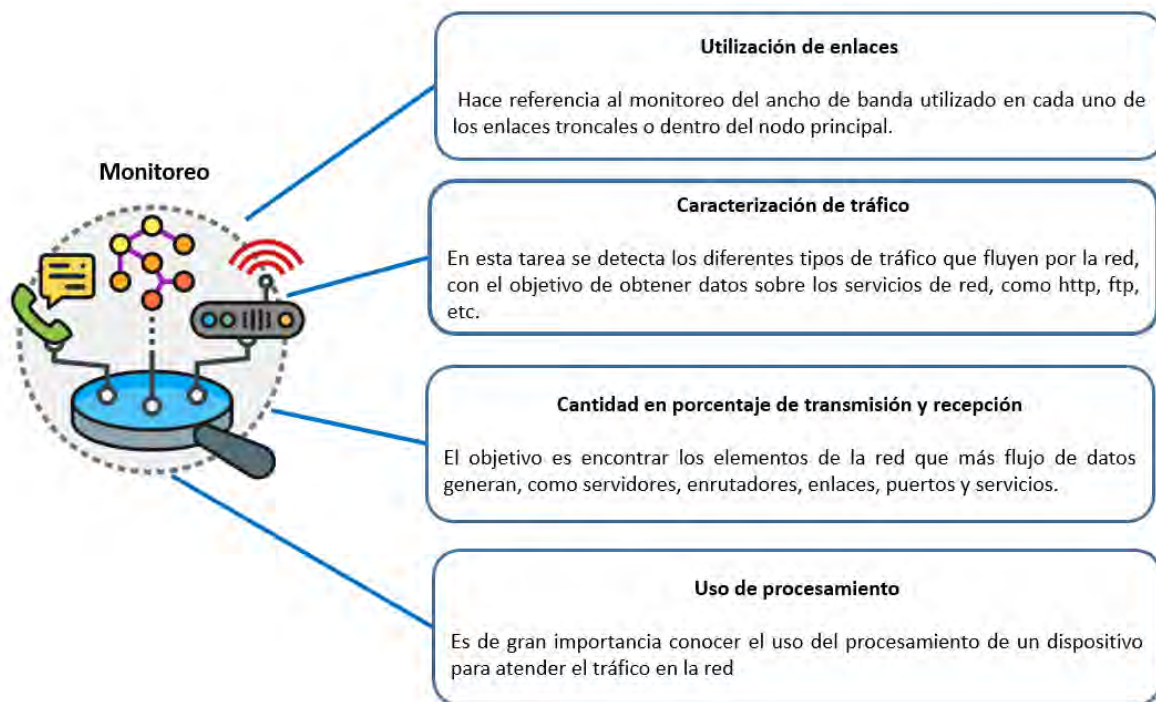 Monitoreo
Utilización de enlaces
Hace referencia al monitoreo del ancho de banda utilizado en cada uno de
los enlaces troncales o dentro del nodo principal.
Caracterización de tráfico
En esta tarea se detecta los diferentes tipos de tráfico que fluyen por la red,
con el objetivo de obtener datos sobre los servicios de red, como http, ftp,
etc.
Cantidad en porcentaje de transmisión y recepción
El objetivo es encontrar los elementos de la red que más flujo de datos
generan, como servidores, enrutadores, enlaces, puertos y servicios.
Uso de procesamiento
Es de gran importancia conocer el uso del procesamiento de un dispositivo
para atender el tráfico en la red